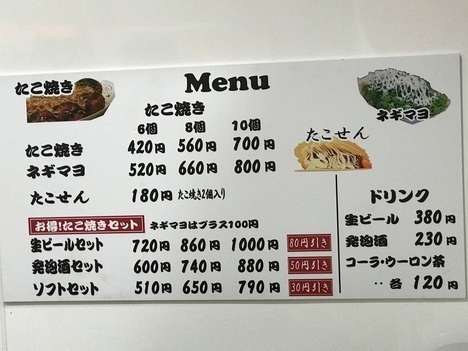 Menu
たこ焼き
ネギマヨ
たこ焼き
6個 8個 10個
たこ焼き 420円 560円 700円
ネギマヨ 520円 660円 800円
たこせん 180円 たこ焼き2個入り
たこせん
お得!たこ焼きセット ネギマヨはプラス100円
生ビールセット 720円 860円 1000円 80円引き
発泡酒セット 600円 740円 880円 50円引き
ソフトセット 510円 650円 790円 30円引き
ドリンク
生ビール 380円
発泡酒 230円
コーラ・ウーロン茶
‥各 120円